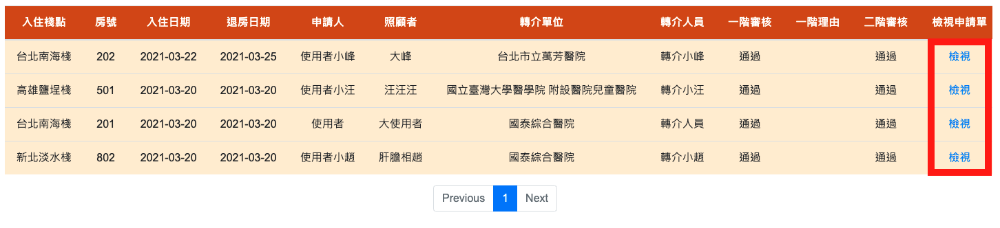 入住棧點 房號 入住日期 退房日期 申請人 照顧者 轉介單位 轉介人員 一階審核 一階理由 二階審核 檢視申請單
台北南海棧 202 2021-03-22 2021-03-25 使用者小峰 大峰 台北市立萬芳醫院 轉介小峰 通過 通過 檢視
高雄鹽埕棧 501 2021-03-20 2021-03-20 使用者小汪 汪汪汪 國立臺灣大學醫學院 附設醫院兒童醫院 轉介小汪 通過 通過 檢視
台北南海棧 201 2021-03-20 2021-03-20 使用者 大使用者 國泰綜合醫院 轉介人員 通過 通過 檢視
新北淡水棧 802 2021-03-20 2021-03-20 使用者小趙 肝膽相趙 國泰綜合醫院 轉介小趙 通過 通過 檢視
Previous 1 Next